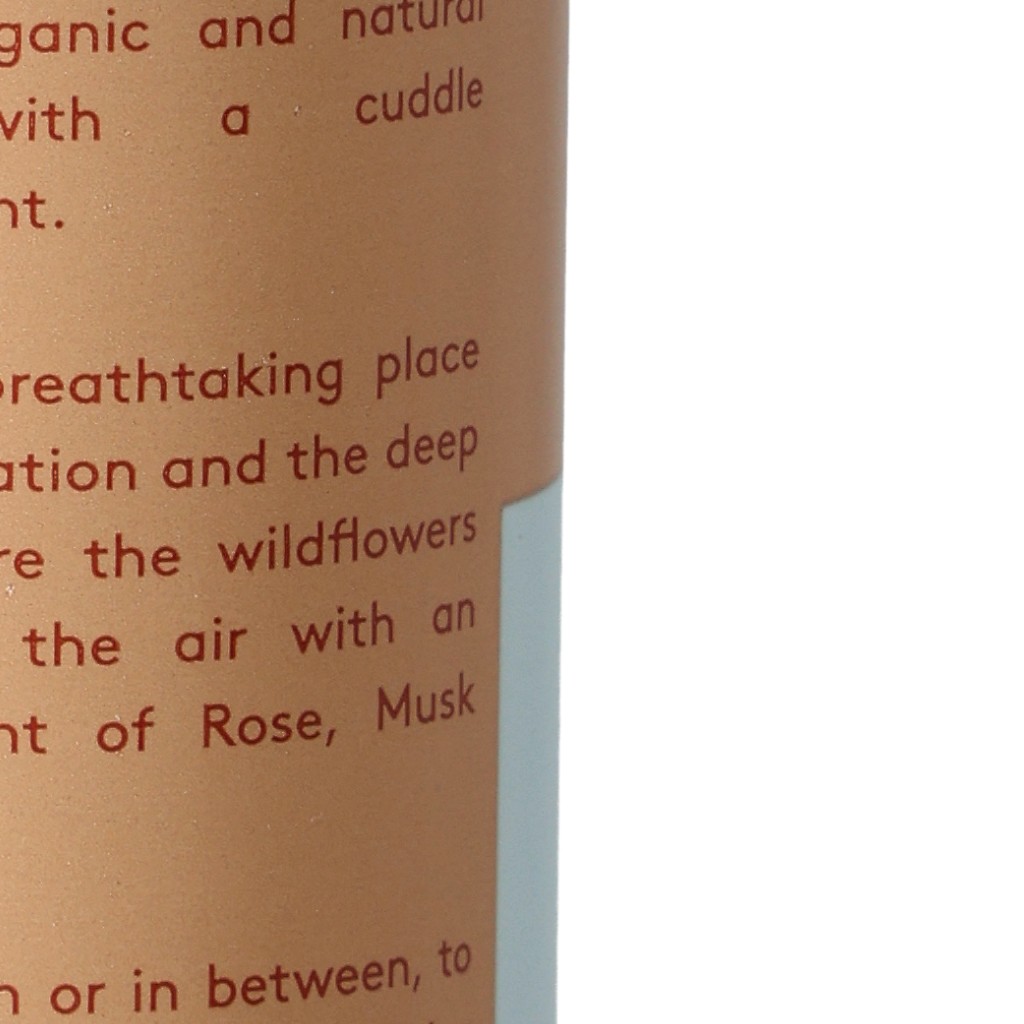 ganic and natural
with a cuddle
nt.
breathtaking place
ation and the deep
re the wildflowers
the air with an
nt of Rose, Musk
n or in between, to